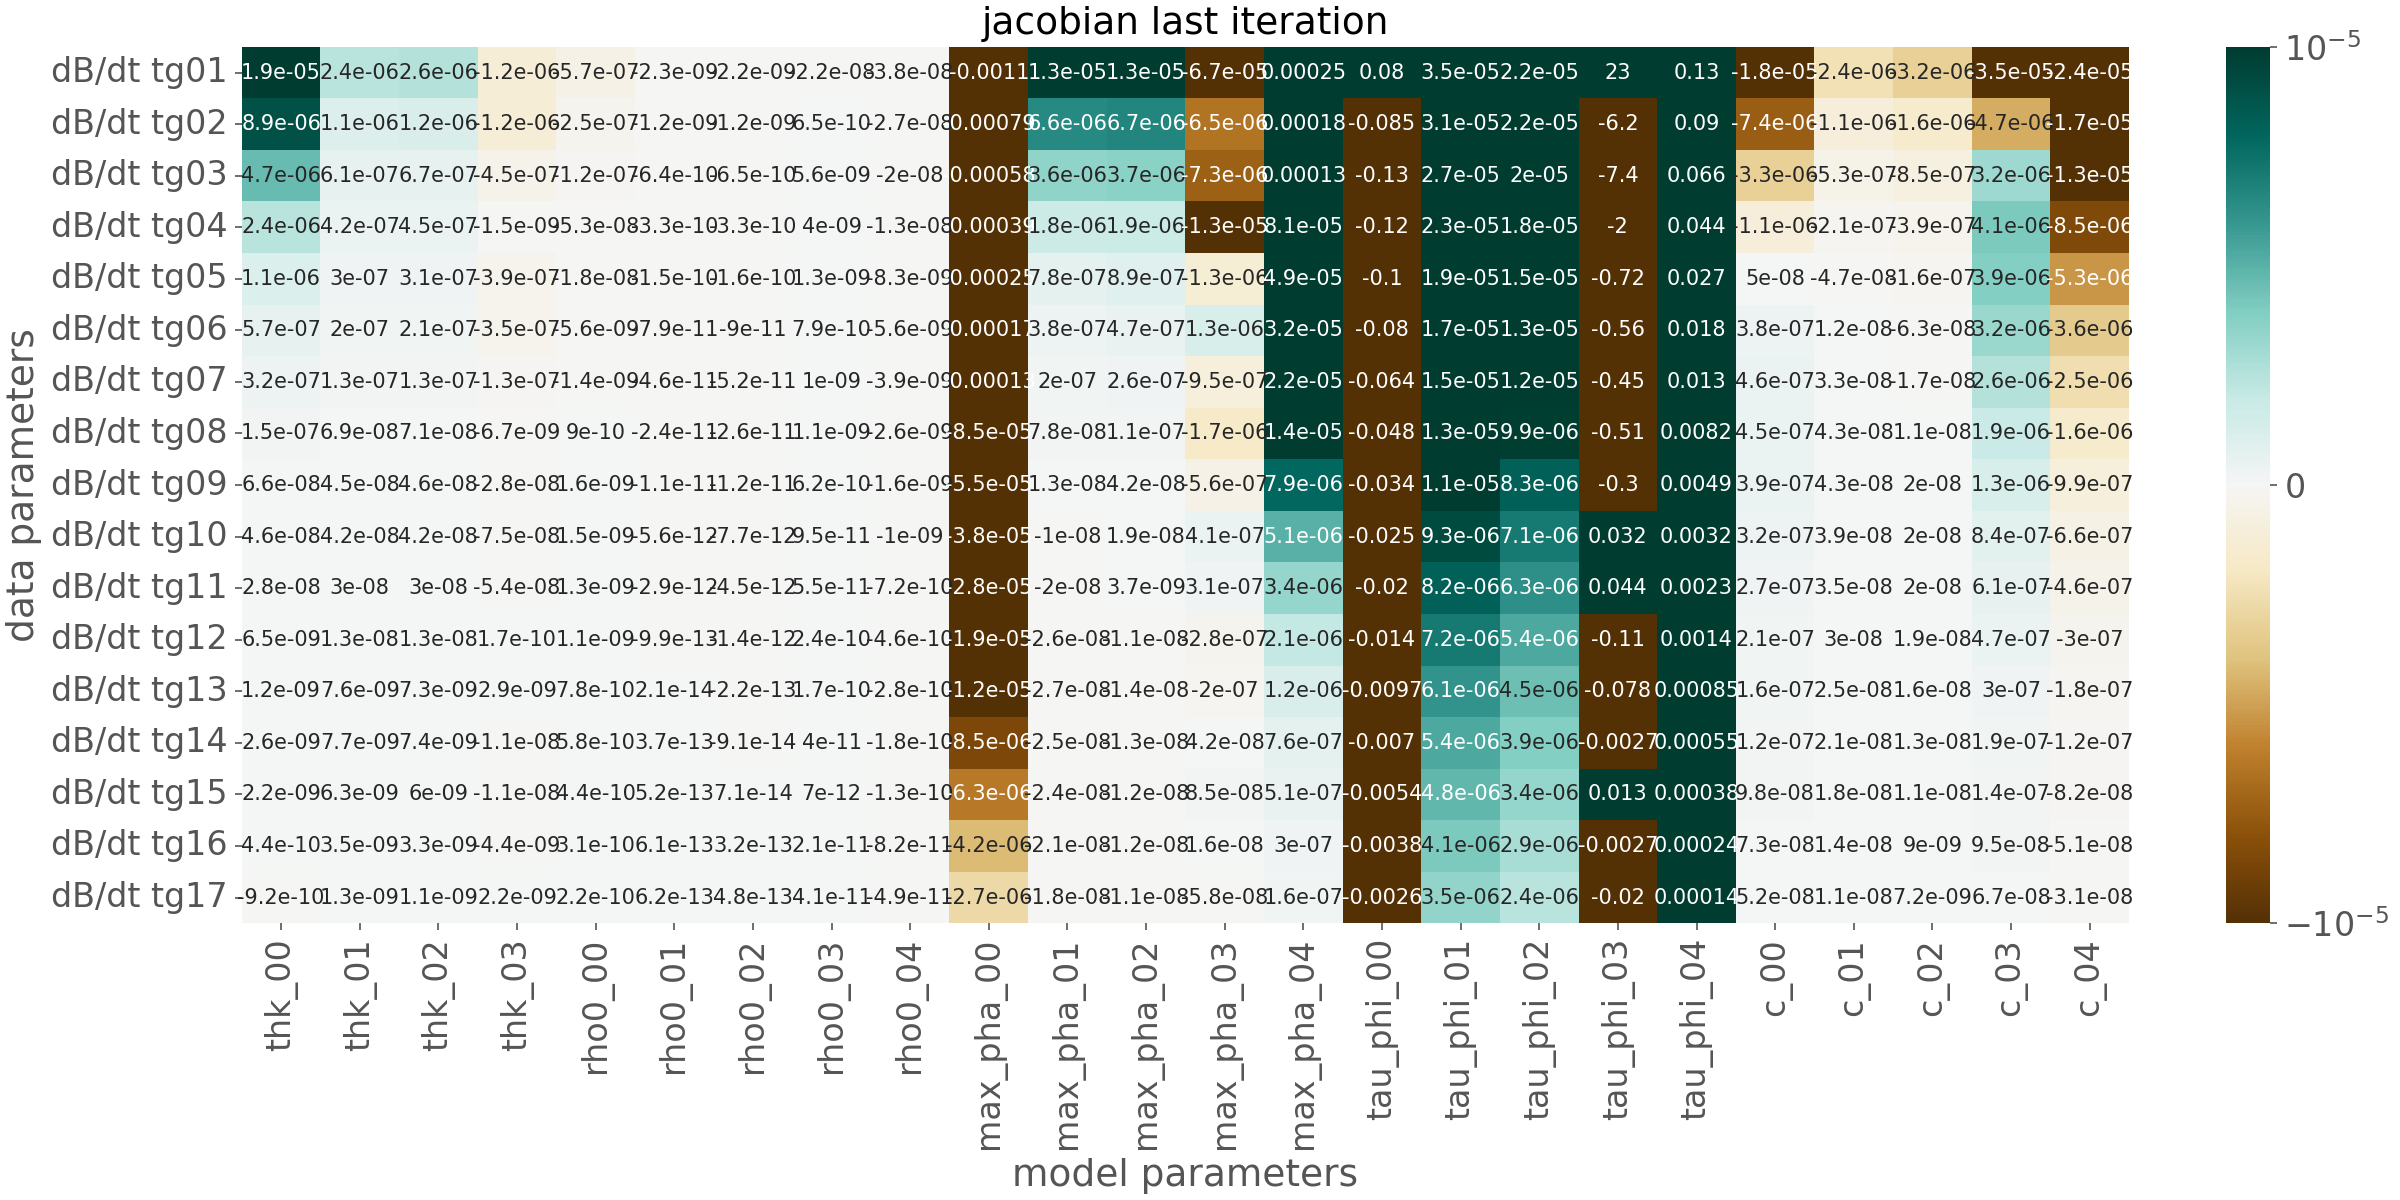 jacobian last iteration
dB/dt tg01 1.9e-05 2.4e-06 2.6e-06 -1.2e-06 -5.7e-07 -2.3e-09 -2.2e-09 -2.2e-08 -3.8e-08 -0.0011 1.3e-05 1.3e-05 -6.7e-05 0.00025 0.08 3.5e-05 2.2e-05 23 0.13 -1.8e-05 -2.4e-06 -3.2e-06 -3.5e-05 -2.4e-05
dB/dt tg02 8.9e-06 1.1e-06 1.2e-06 -1.2e-06 -2.5e-07 -1.2e-09 -1.2e-09 6.5e-10 -2.7e-08 -0.00079 6.6e-06 6.7e-06 -6.5e-06 0.00018 -0.085 3.1e-05 2.2e-05 -6.2 0.09 -7.4e-06 -1.1e-06 -1.6e-06 -4.7e-06 -1.7e-05
dB/dt tg03 4.7e-06 6.1e-07 6.7e-07 -4.5e-07 -1.2e-07 -6.4e-10 -6.5e-10 5.6e-09 -2e-08 -0.00058 3.6e-06 3.7e-06 -7.3e-06 0.00013 -0.13 2.7e-05 2e-05 -7.4 0.066 -3.3e-06 -5.3e-07 -8.5e-07 3.2e-06 -1.3e-05
dB/dt tg04 2.4e-06 4.2e-07 4.5e-07 -1.5e-09 -5.3e-08 -3.3e-10 -3.3e-10 4e-09 -1.3e-08 -0.00039 1.8e-06 1.9e-06 -1.3e-05 8.1e-05 -0.12 2.3e-05 1.8e-05 -2 0.044 -1.1e-06 -2.1e-07 -3.9e-07 4.1e-06 -8.5e-06
dB/dt tg05 1.1e-06 3e-07 3.1e-07 -3.9e-07 -1.8e-08 -1.5e-10 -1.6e-10 1.3e-09 -8.3e-09 -0.00025 7.8e-07 8.9e-07 -1.3e-06 4.9e-05 -0.1 1.9e-05 1.5e-05 -0.72 0.027 5e-08 -4.7e-08 -1.6e-07 3.9e-06 -5.3e-06
dB/dt tg06 5.7e-07 2e-07 2.1e-07 -3.5e-07 -5.6e-09 -7.9e-11 -9e-11 7.9e-10 -5.6e-09 -0.00017 3.8e-07 4.7e-07 1.3e-06 3.2e-05 -0.08 1.7e-05 1.3e-05 -0.56 0.018 3.8e-07 1.2e-08 -6.3e-08 3.2e-06 -3.6e-06
dB/dt tg07 3.2e-07 1.3e-07 1.3e-07 -1.3e-07 -1.4e-09 -4.6e-11 -5.2e-11 1e-09 -3.9e-09 -0.00013 2e-07 2.6e-07 -9.5e-07 2.2e-05 -0.064 1.5e-05 1.2e-05 -0.45 0.013 4.6e-07 3.3e-08 -1.7e-08 2.6e-06 -2.5e-06
dB/dt tg08 1.5e-07 6.9e-08 7.1e-08 -6.7e-09 9e-10 -2.4e-11 -2.6e-11 1.1e-09 -2.6e-09 -8.5e-05 7.8e-08 1.1e-07 -1.7e-06 1.4e-05 -0.048 1.3e-05 9.9e-06 -0.51 0.0082 4.5e-07 4.3e-08 1.1e-08 1.9e-06 -1.6e-06
dB/dt tg09 6.6e-08 4.5e-08 4.6e-08 -2.8e-08 1.6e-09 -1.1e-11 -1.2e-11 6.2e-10 -1.6e-09 -5.5e-05 1.3e-08 4.2e-08 -5.6e-07 7.9e-06 -0.034 1.1e-05 8.3e-06 -0.3 0.0049 3.9e-07 4.3e-08 2e-08 1.3e-06 -9.9e-07
dB/dt tg10 4.6e-08 4.2e-08 4.2e-08 -7.5e-08 1.5e-09 -5.6e-12 -7.7e-12 9.5e-11 -1e-09 -3.8e-05 -1e-08 1.9e-08 4.1e-07 5.1e-06 -0.025 9.3e-06 7.1e-06 0.032 0.0032 3.2e-07 3.9e-08 2e-08 8.4e-07 -6.6e-07
dB/dt tg11 2.8e-08 3e-08 3e-08 -5.4e-08 1.3e-09 -2.9e-12 -4.5e-12 5.5e-11 -7.2e-10 -2.8e-05 -2e-08 3.7e-09 3.1e-07 3.4e-06 -0.02 8.2e-06 6.3e-06 0.044 0.0023 2.7e-07 3.5e-08 2e-08 6.1e-07 -4.6e-07
dB/dt tg12 6.5e-09 1.3e-08 1.3e-08 1.7e-10 1.1e-09 -9.9e-13 -1.4e-12 2.4e-10 -4.6e-10 -1.9e-05 -2.6e-08 -1.1e-08 -2.8e-07 2.1e-06 -0.014 7.2e-06 5.4e-06 -0.11 0.0014 2.1e-07 3e-08 1.9e-08 4.7e-07 -3e-07
dB/dt tg13 1.2e-09 7.6e-09 7.3e-09 2.9e-09 7.8e-10 2.1e-14 -2.2e-13 1.7e-10 -2.8e-10 -1.2e-05 -2.7e-08 -1.4e-08 -2e-07 1.2e-06 -0.0097 6.1e-06 4.5e-06 -0.078 0.00085 1.6e-07 2.5e-08 1.6e-08 3e-07 -1.8e-07
dB/dt tg14 2.6e-09 7.7e-09 7.4e-09 -1.1e-08 5.8e-10 3.7e-13 -9.1e-14 4e-11 -1.8e-10 -8.5e-06 -2.5e-08 -1.3e-08 4.2e-08 7.6e-07 -0.007 5.4e-06 3.9e-06 -0.0027 0.00055 1.2e-07 2.1e-08 1.3e-08 1.9e-07 -1.2e-07
dB/dt tg15 2.2e-09 6.3e-09 6e-09 -1.1e-08 4.4e-10 5.2e-13 7.1e-14 7e-12 -1.3e-10 -6.3e-06 -2.4e-08 -1.2e-08 8.5e-08 5.1e-07 -0.0054 4.8e-06 3.4e-06 0.013 0.00038 9.8e-08 1.8e-08 1.1e-08 1.4e-07 -8.2e-08
dB/dt tg16 4.4e-10 3.5e-09 3.3e-09 -4.4e-09 3.1e-10 6.1e-13 3.2e-13 2.1e-11 -8.2e-11 -4.2e-06 -2.1e-08 -1.2e-08 1.6e-08 3e-07 -0.0038 4.1e-06 2.9e-06 -0.0027 0.00024 7.3e-08 1.4e-08 9e-09 9.5e-08 -5.1e-08
dB/dt tg17 -9.2e-10 1.3e-09 1.1e-09 2.2e-09 2.2e-10 6.2e-13 4.8e-13 4.1e-11 -4.9e-11 -2.7e-06 -1.8e-08 -1.1e-08 -5.8e-08 1.6e-07 -0.0026 3.5e-06 2.4e-06 -0.02 0.00014 5.2e-08 1.1e-08 7.2e-09 6.7e-08 -3.1e-08
data parameters
thk_00 thk_01 thk_02 thk_03 rho0_00 rho0_01 rho0_02 rho0_03 rho0_04 max_pha_00 max_pha_01 max_pha_02 max_pha_03 max_pha_04 tau_phi_00 tau_phi_01 tau_phi_02 tau_phi_03 tau_phi_04 c_00 c_01 c_02 c_03 c_04
model parameters
10⁻⁵
0
−10⁻⁵